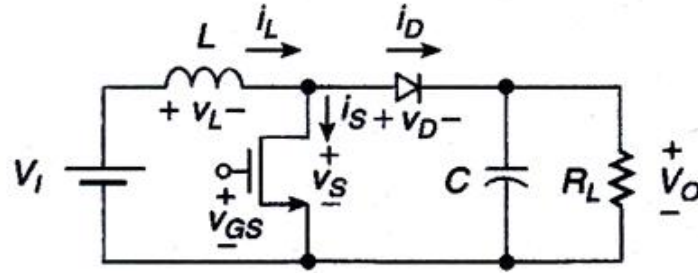 L
i_L
i_D
+ v_L −
i_S
+ v_D −
V_I
+
v_GS
−
+
v_S
−
C
R_L
+
V_O
−